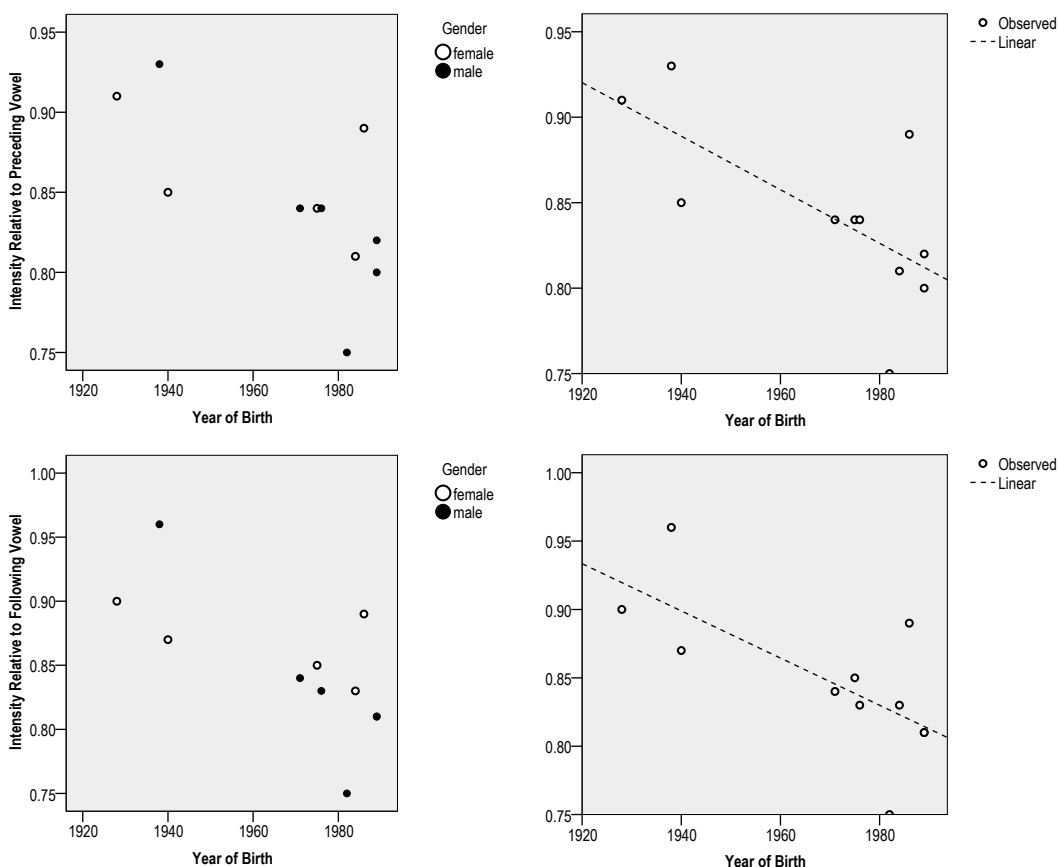 0.95
0.90
0.85
0.80
0.75
Intensity Relative to Preceding Vowel
1920 1940 1960 1980
Year of Birth
Gender
female
male
0.95
0.90
0.85
0.80
0.75
1920 1940 1960 1980
Year of Birth
Observed
Linear
1.00
0.95
0.90
0.85
0.80
0.75
Intensity Relative to Following Vowel
1920 1940 1960 1980
Year of Birth
Gender
female
male
1.00
0.95
0.90
0.85
0.80
0.75
1920 1940 1960 1980
Year of Birth
Observed
Linear